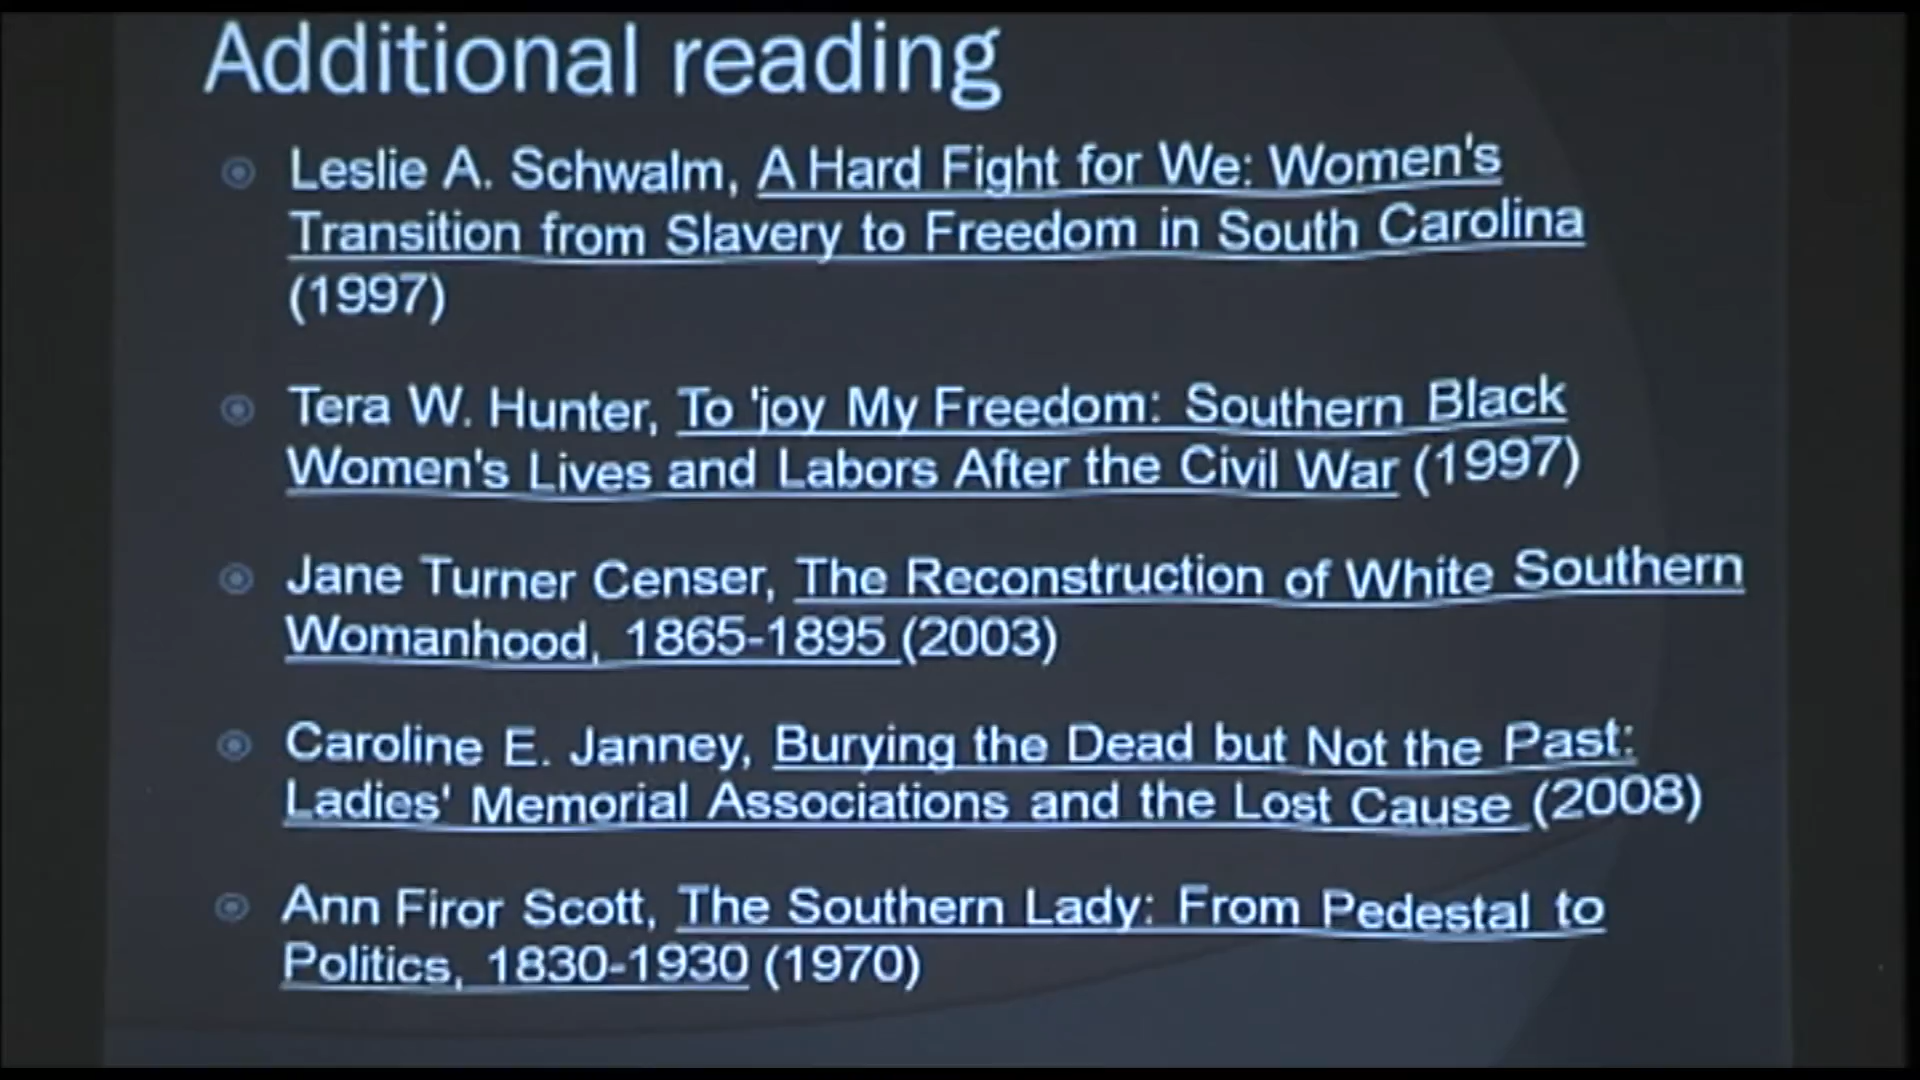 Additional reading
Leslie A. Schwalm, A Hard Fight for We: Women's
Transition from Slavery to Freedom in South Carolina
(1997)
Tera W. Hunter, To 'joy My Freedom: Southern Black
Women's Lives and Labors After the Civil War (1997)
Jane Turner Censer, The Reconstruction of White Southern
Womanhood, 1865-1895 (2003)
Caroline E. Janney, Burying the Dead but Not the Past:
Ladies' Memorial Associations and the Lost Cause (2008)
Ann Firor Scott, The Southern Lady: From Pedestal to
Politics, 1830-1930 (1970)